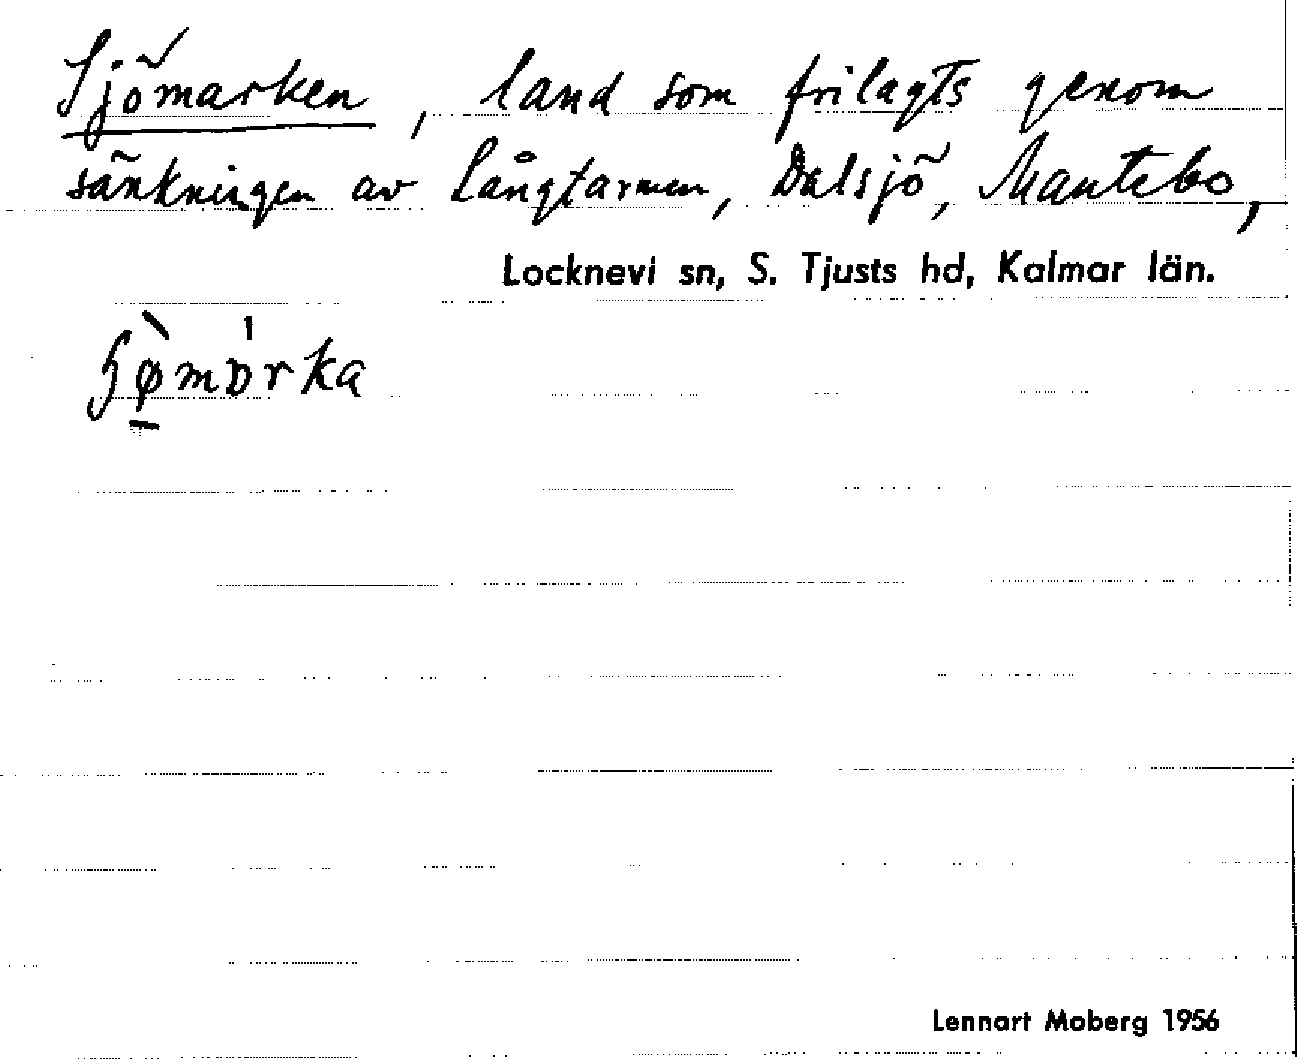 Sjömarken, land som frilagts genom
sänkningen av Långtarmen, Dalsjö, Mantebo,
Locknevi sn, S. Tjusts hd, Kalmar län.
Lennart Moberg 1956